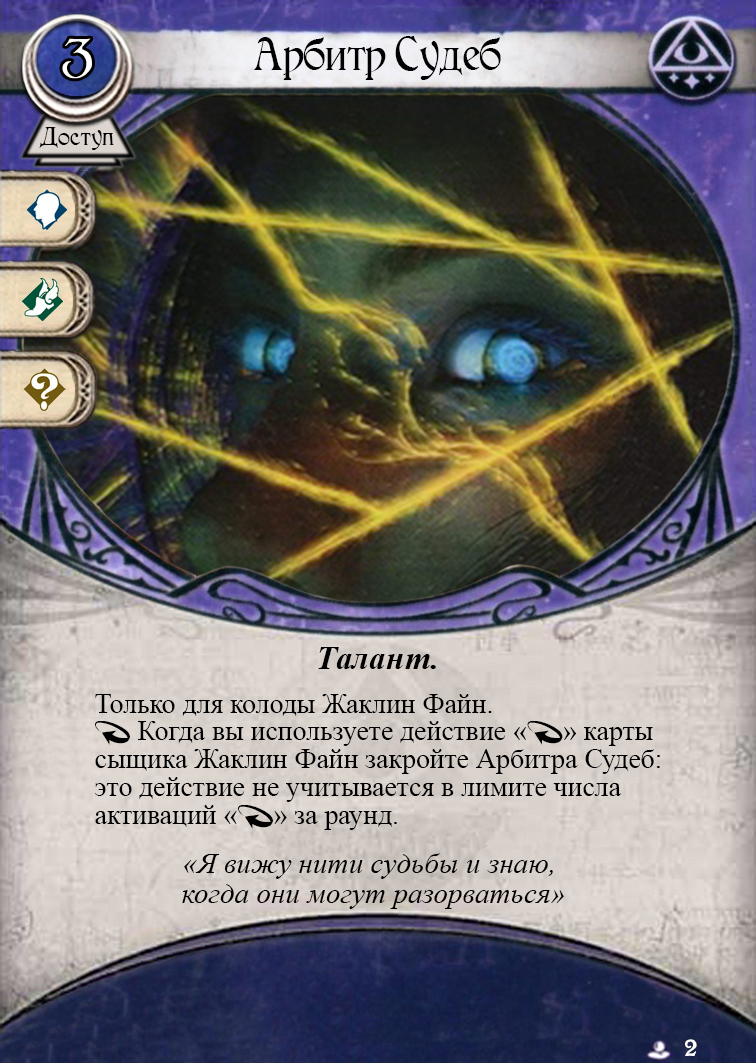 3
Арбитр Судеб
Доступ
?
Талант.
Только для колоды Жаклин Файн.
Когда вы используете действие «» карты
сыщика Жаклин Файн закройте Арбитра Судеб:
это действие не учитывается в лимите числа
активаций «» за раунд.
«Я вижу нити судьбы и знаю,
когда они могут разорваться»
2